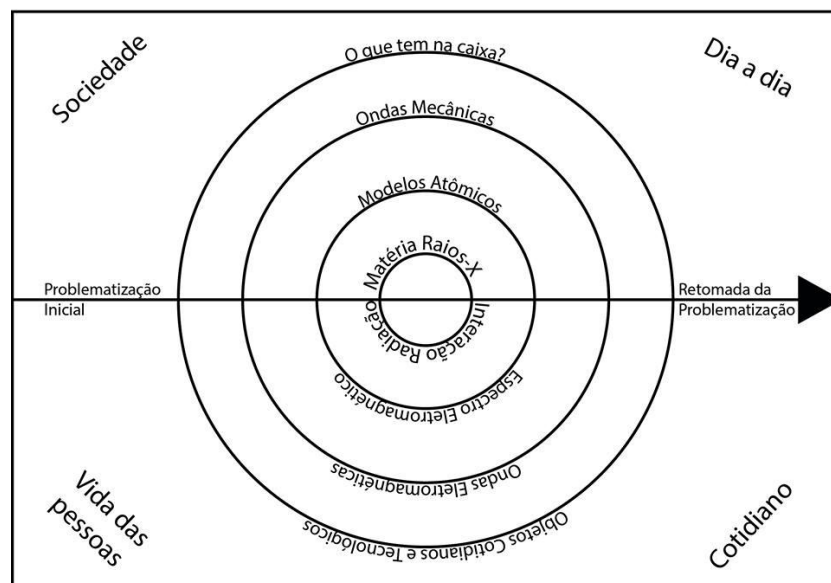 Sociedade
O que tem na caixa?
Dia a dia
Ondas Mecânicas
Modelos Atômicos
Matéria Raios-X
Problematização
Inicial
Retomada da
Problematização
Interação Radiação
Espectro Eletromagnético
Ondas Eletromagnéticas
Objetos Cotidianos e Tecnológicos
Vida das
pessoas
Cotidiano